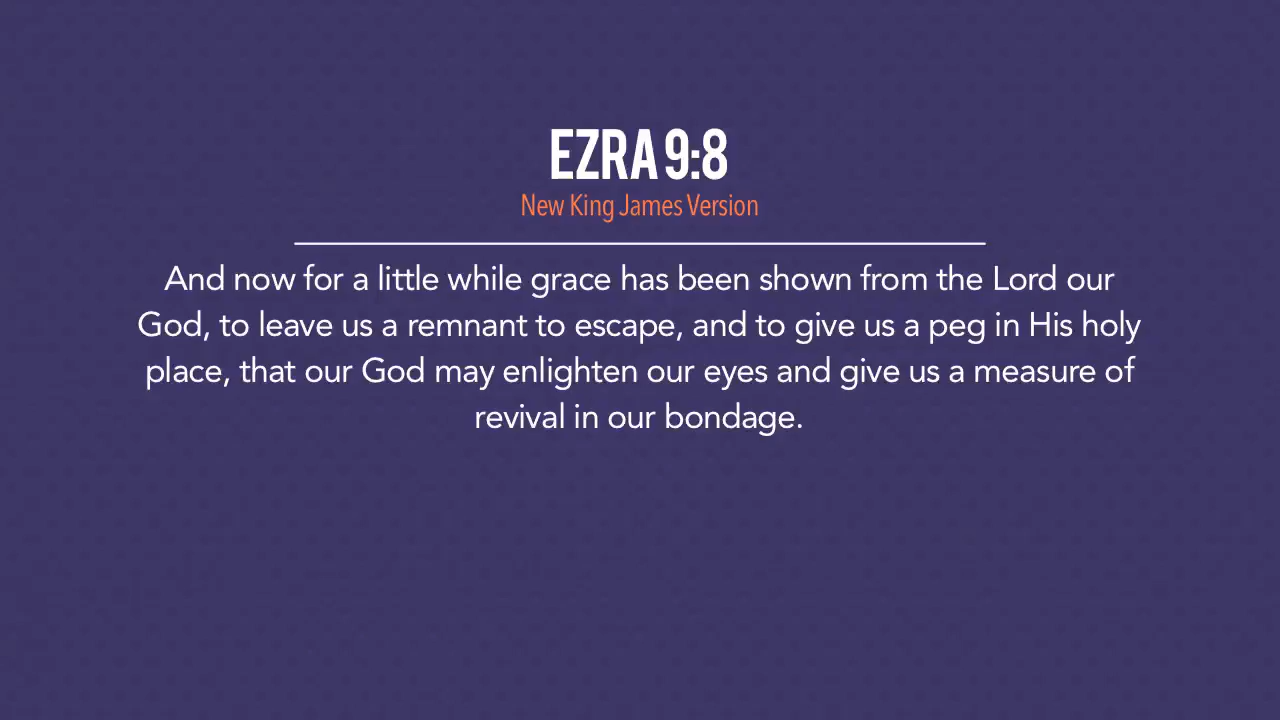 EZRA 9:8
New King James Version
And now for a little while grace has been shown from the Lord our
God, to leave us a remnant to escape, and to give us a peg in His holy
place, that our God may enlighten our eyes and give us a measure of
revival in our bondage.